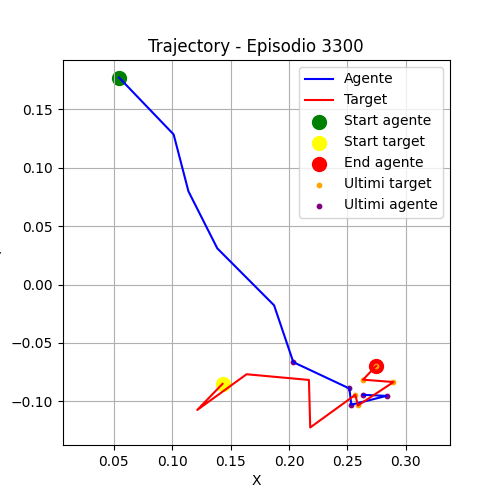 Trajectory - Episodio 3300
Agente
Target
Start agente
Start target
End agente
Ultimi target
Ultimi agente
0.15
0.10
0.05
0.00
−0.05
−0.10
0.05
0.10
0.15
0.20
0.25
0.30
X